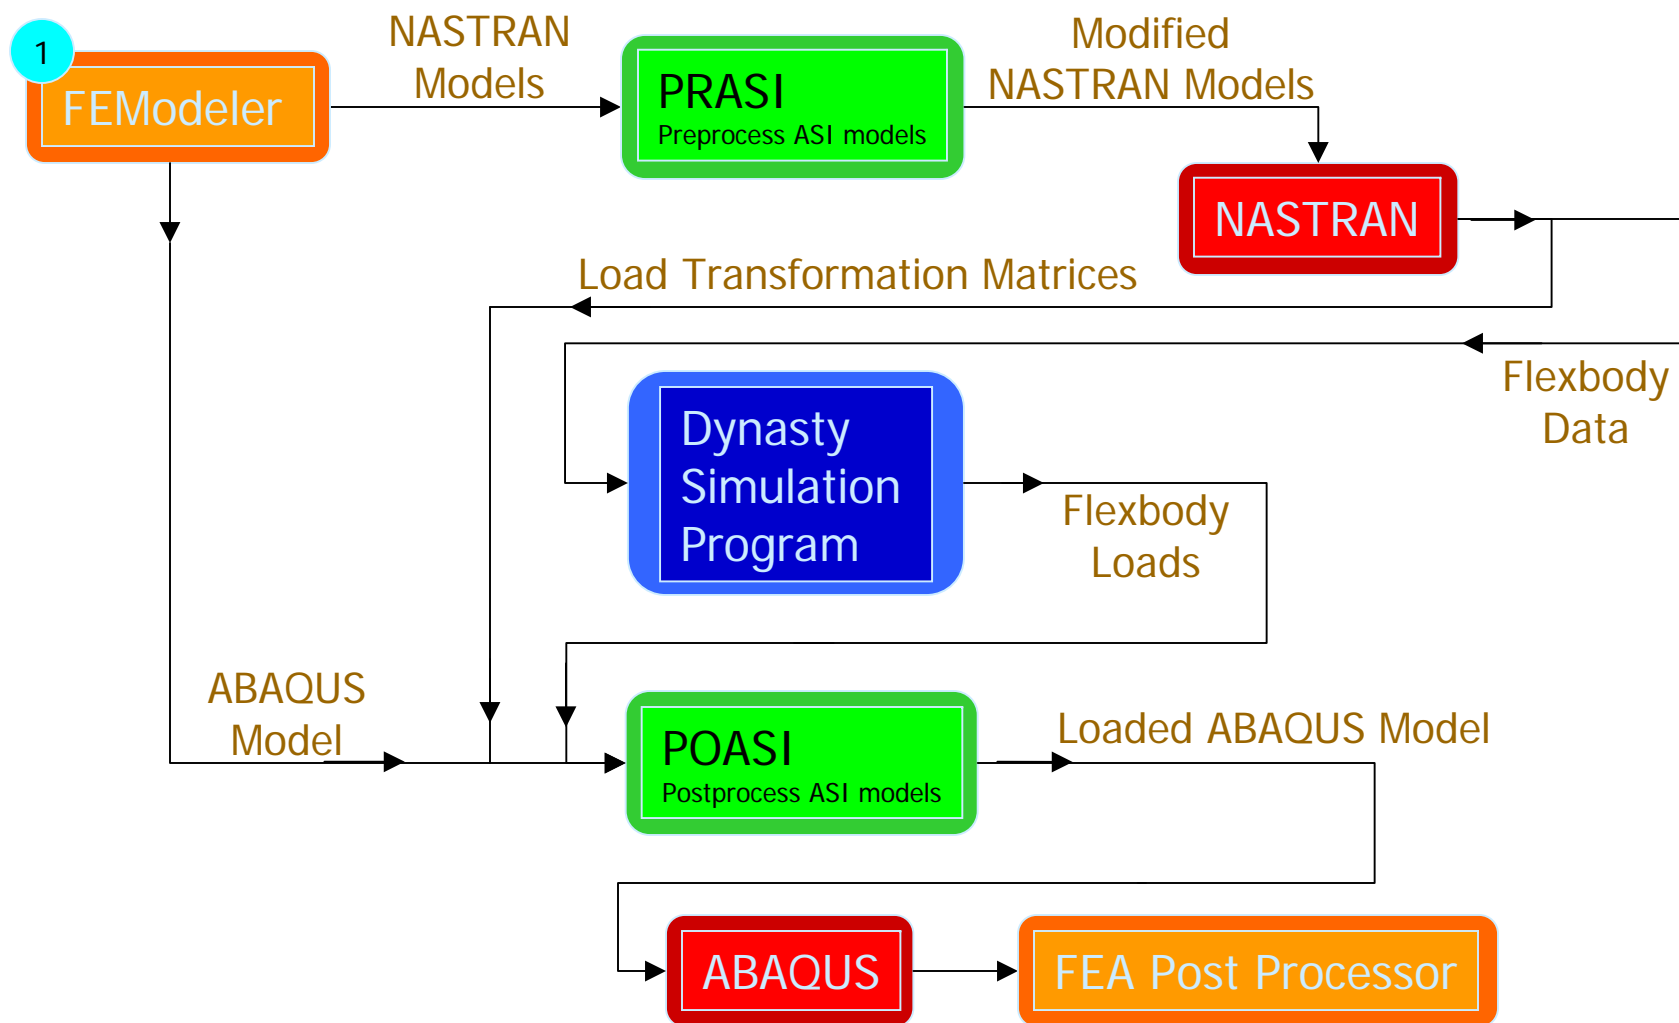 1
FEModeler
NASTRAN
Models
PRASI
Preprocess ASI models
Modified
NASTRAN Models
NASTRAN
Load Transformation Matrices
Flexbody
Data
Dynasty
Simulation
Program
Flexbody
Loads
ABAQUS
Model
POASI
Postprocess ASI models
Loaded ABAQUS Model
ABAQUS
FEA Post Processor